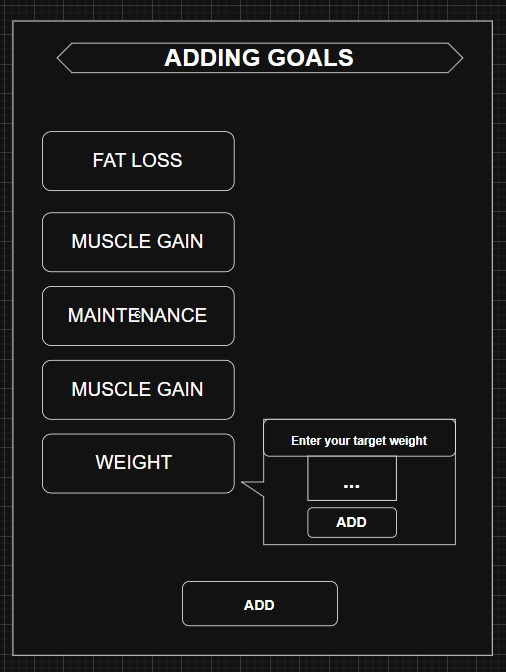 ADDING GOALS
FAT LOSS
MUSCLE GAIN
MAINTENANCE
MUSCLE GAIN
WEIGHT
Enter your target weight
...
ADD
ADD